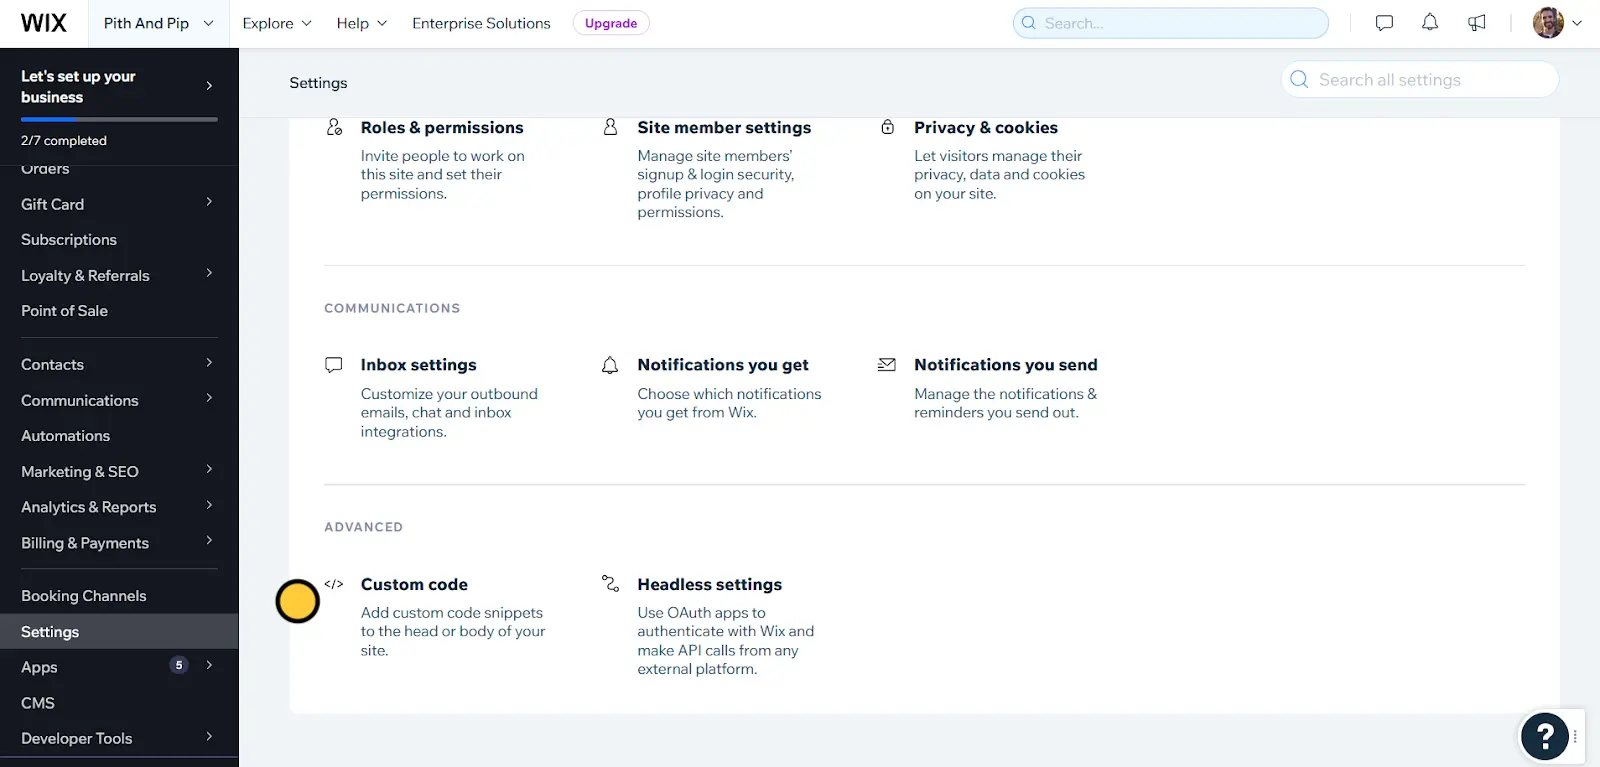 WIX
Pith And Pip
Explore
Help
Enterprise Solutions
Upgrade
Search...
Let's set up your
business
2/7 completed
Orders
Gift Card
Subscriptions
Loyalty & Referrals
Point of Sale
Contacts
Communications
Automations
Marketing & SEO
Analytics & Reports
Billing & Payments
Booking Channels
Settings
Apps
5
CMS
Developer Tools
Settings
Search all settings
Roles & permissions
Invite people to work on
this site and set their
permissions.
Site member settings
Manage site members'
signup & login security,
profile privacy and
permissions.
Privacy & cookies
Let visitors manage their
privacy, data and cookies
on your site.
COMMUNICATIONS
Inbox settings
Customize your outbound
emails, chat and inbox
integrations.
Notifications you get
Choose which notifications
you get from Wix.
Notifications you send
Manage the notifications &
reminders you send out.
ADVANCED
</> Custom code
Add custom code snippets
to the head or body of your
site.
Headless settings
Use OAuth apps to
authenticate with Wix and
make API calls from any
external platform.
?